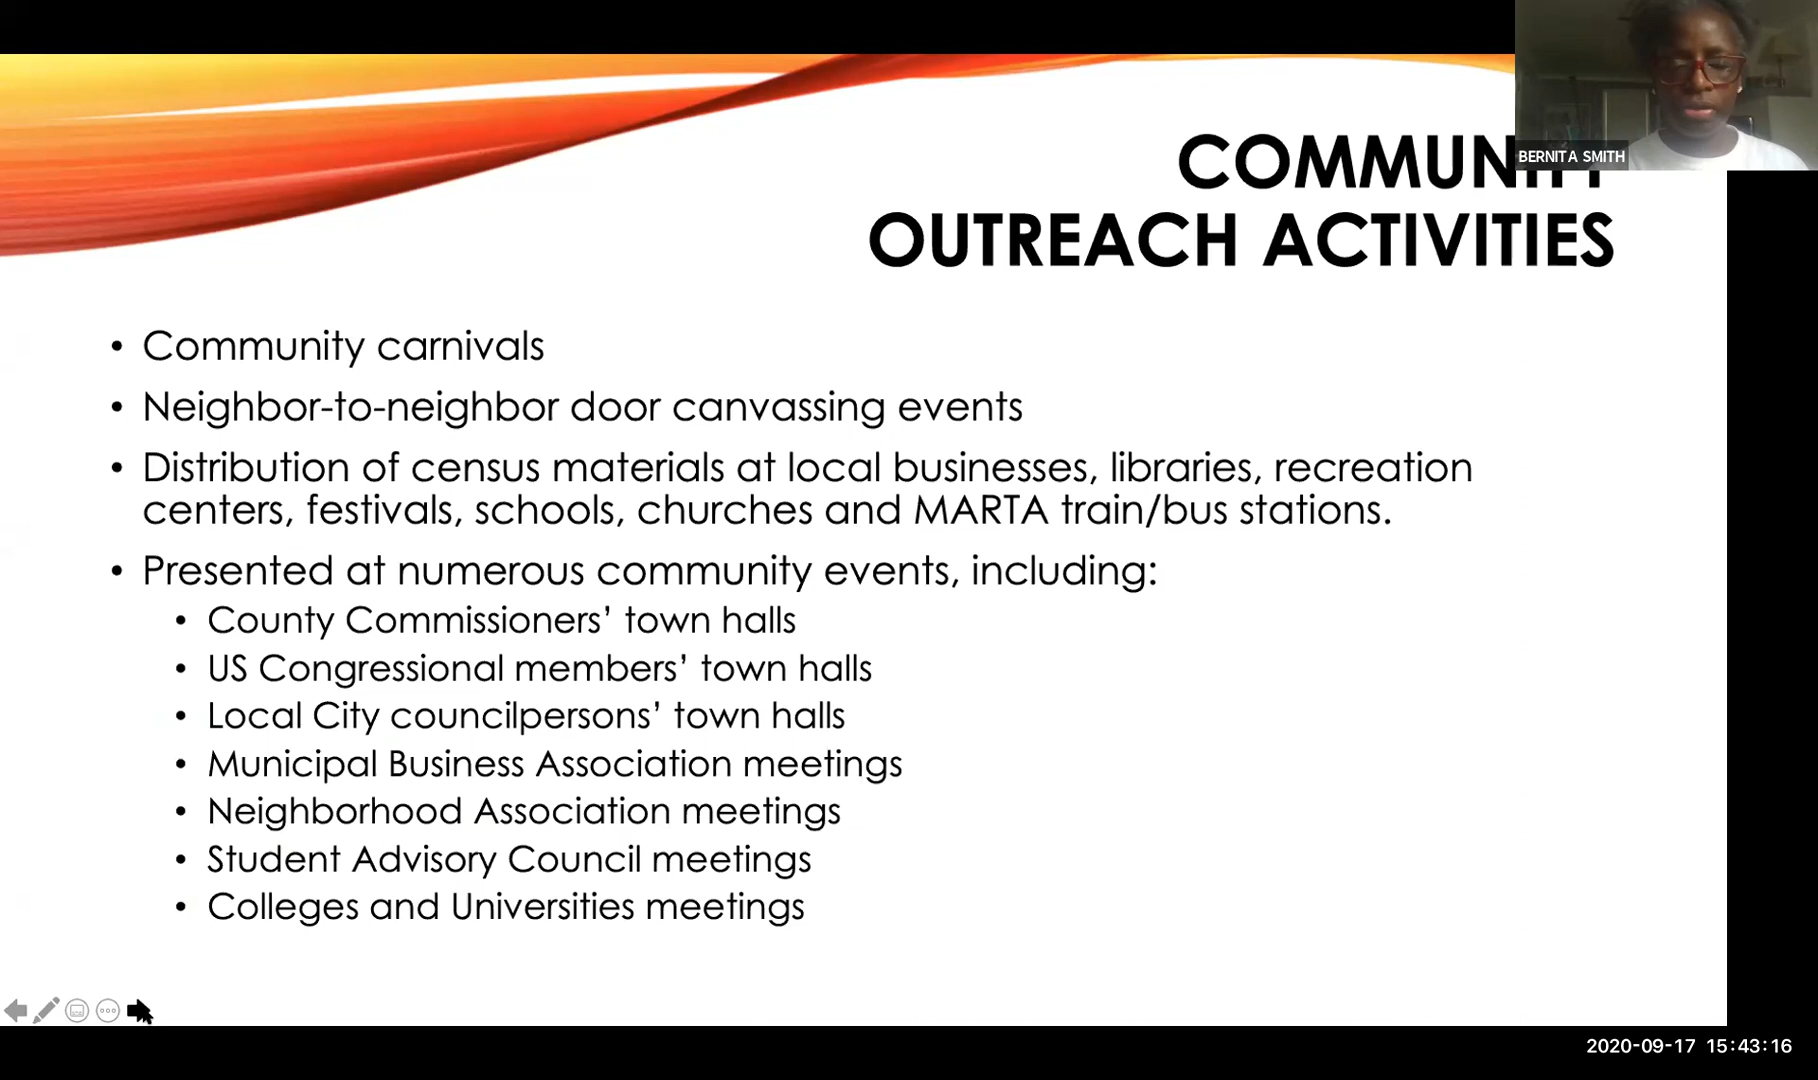 BERNITA SMITH
COMMUNITY
OUTREACH ACTIVITIES
• Community carnivals
• Neighbor-to-neighbor door canvassing events
• Distribution of census materials at local businesses, libraries, recreation
centers, festivals, schools, churches and MARTA train/bus stations.
• Presented at numerous community events, including:
• County Commissioners’ town halls
• US Congressional members’ town halls
• Local City councilpersons’ town halls
• Municipal Business Association meetings
• Neighborhood Association meetings
• Student Advisory Council meetings
• Colleges and Universities meetings
2020-09-17 15:43:16